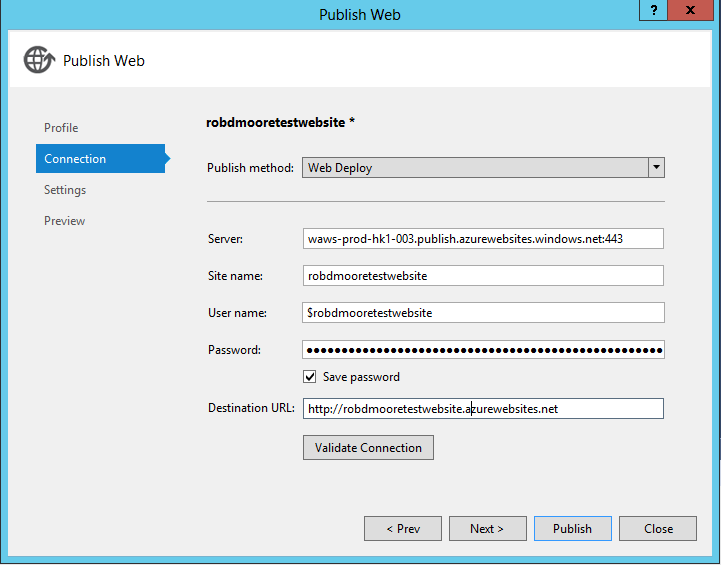 Publish Web
? x
Publish Web
Profile
Connection
Settings
Preview
robdmooretestwebsite *
Publish method: Web Deploy
Server: waws-prod-hk1-003.publish.azurewebsites.windows.net:443
Site name: robdmooretestwebsite
User name: $robdmooretestwebsite
Password: ●●●●●●●●●●●●●●●●●●●●●●●●●●●●●●●●●●●●●●●●●●●●●●●●●●●
Save password
Destination URL: http://robdmooretestwebsite.azurewebsites.net
Validate Connection
< Prev Next > Publish Close